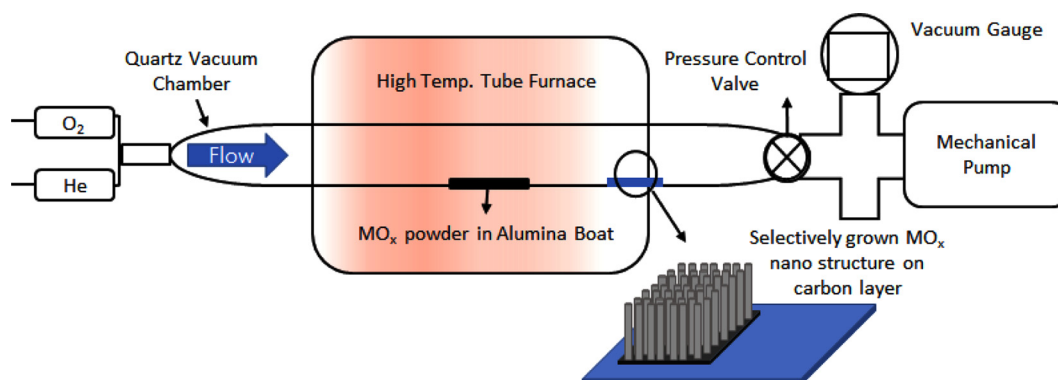 Quartz Vacuum
Chamber
O₂
He
Flow
High Temp. Tube Furnace
MOₓ powder in Alumina Boat
Pressure Control
Valve
Vacuum Gauge
Mechanical
Pump
Selectively grown MOₓ
nano structure on
carbon layer